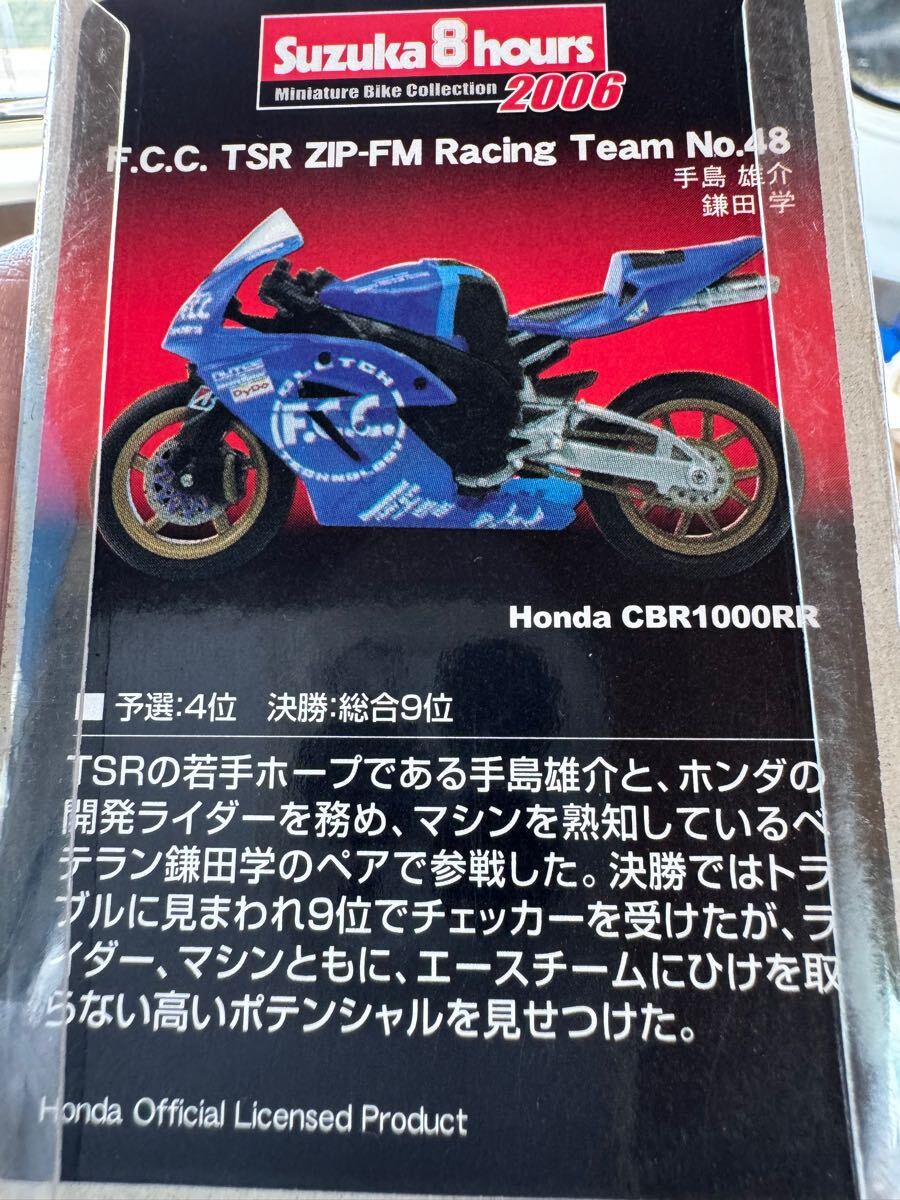 Suzuka 8 hours
Miniature Bike Collection 2006
F.C.C. TSR ZIP-FM Racing Team No.48
手島 雄介
鎌田 学
FCC
DyDo
CLUTCH
F.C.C.
TECHNOLOGY
Honda CBR1000RR
■ 予選:4位 決勝:総合9位
TSRの若手ホープである手島雄介と、ホンダの
開発ライダーを務め、マシンを熟知しているベ
テラン鎌田学のペアで参戦した。決勝ではトラ
ブルに見まわれ9位でチェッカーを受けたが、ラ
イダー、マシンともに、エースチームにひけを取
らない高いポテンシャルを見せつけた。
Honda Official Licensed Product